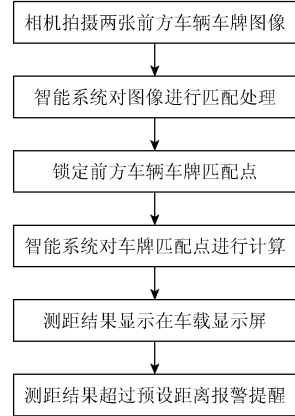 相机拍摄两张前方车辆车牌图像
智能系统对图像进行匹配处理
锁定前方车辆车牌匹配点
智能系统对车牌匹配点进行计算
测距结果显示在车载显示屏
测距结果超过预设距离报警提醒